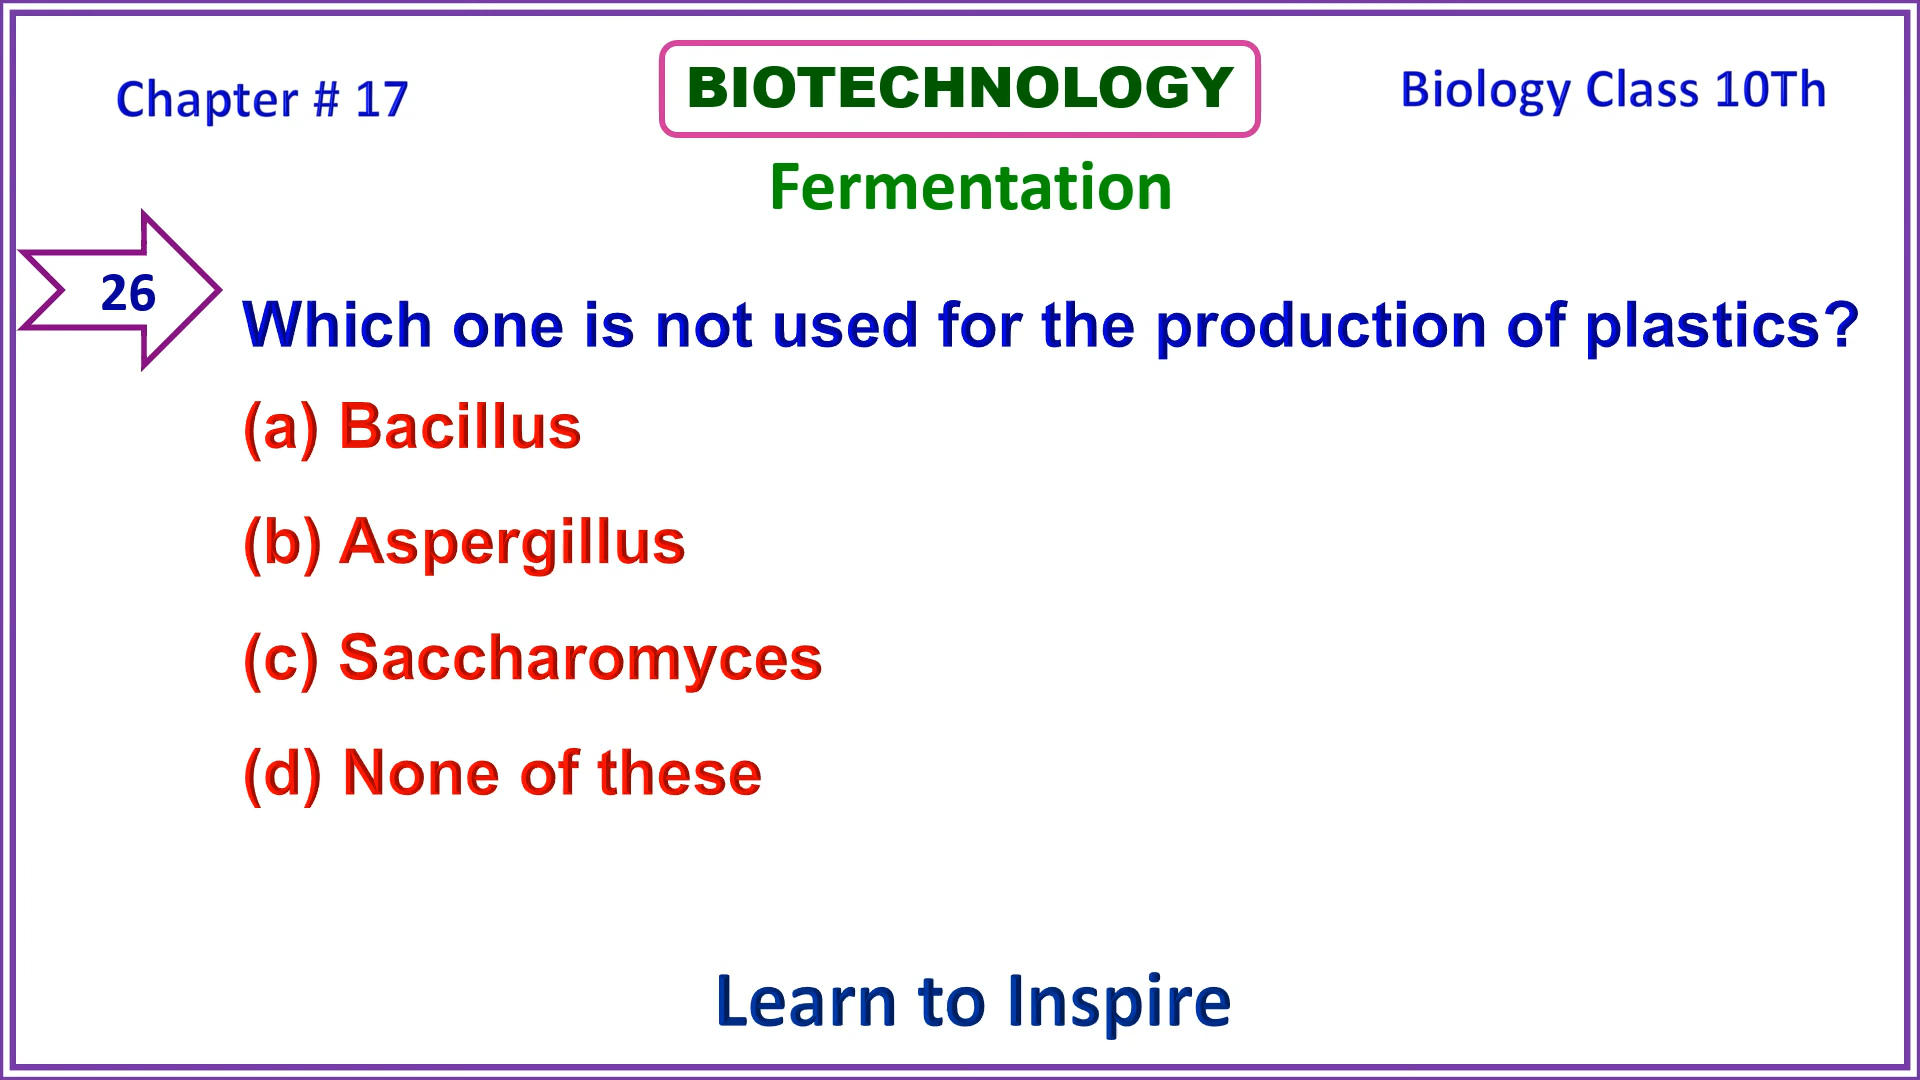 Chapter # 17
BIOTECHNOLOGY
Biology Class 10Th
Fermentation
26
Which one is not used for the production of plastics?
(a) Bacillus
(b) Aspergillus
(c) Saccharomyces
(d) None of these
Learn to Inspire